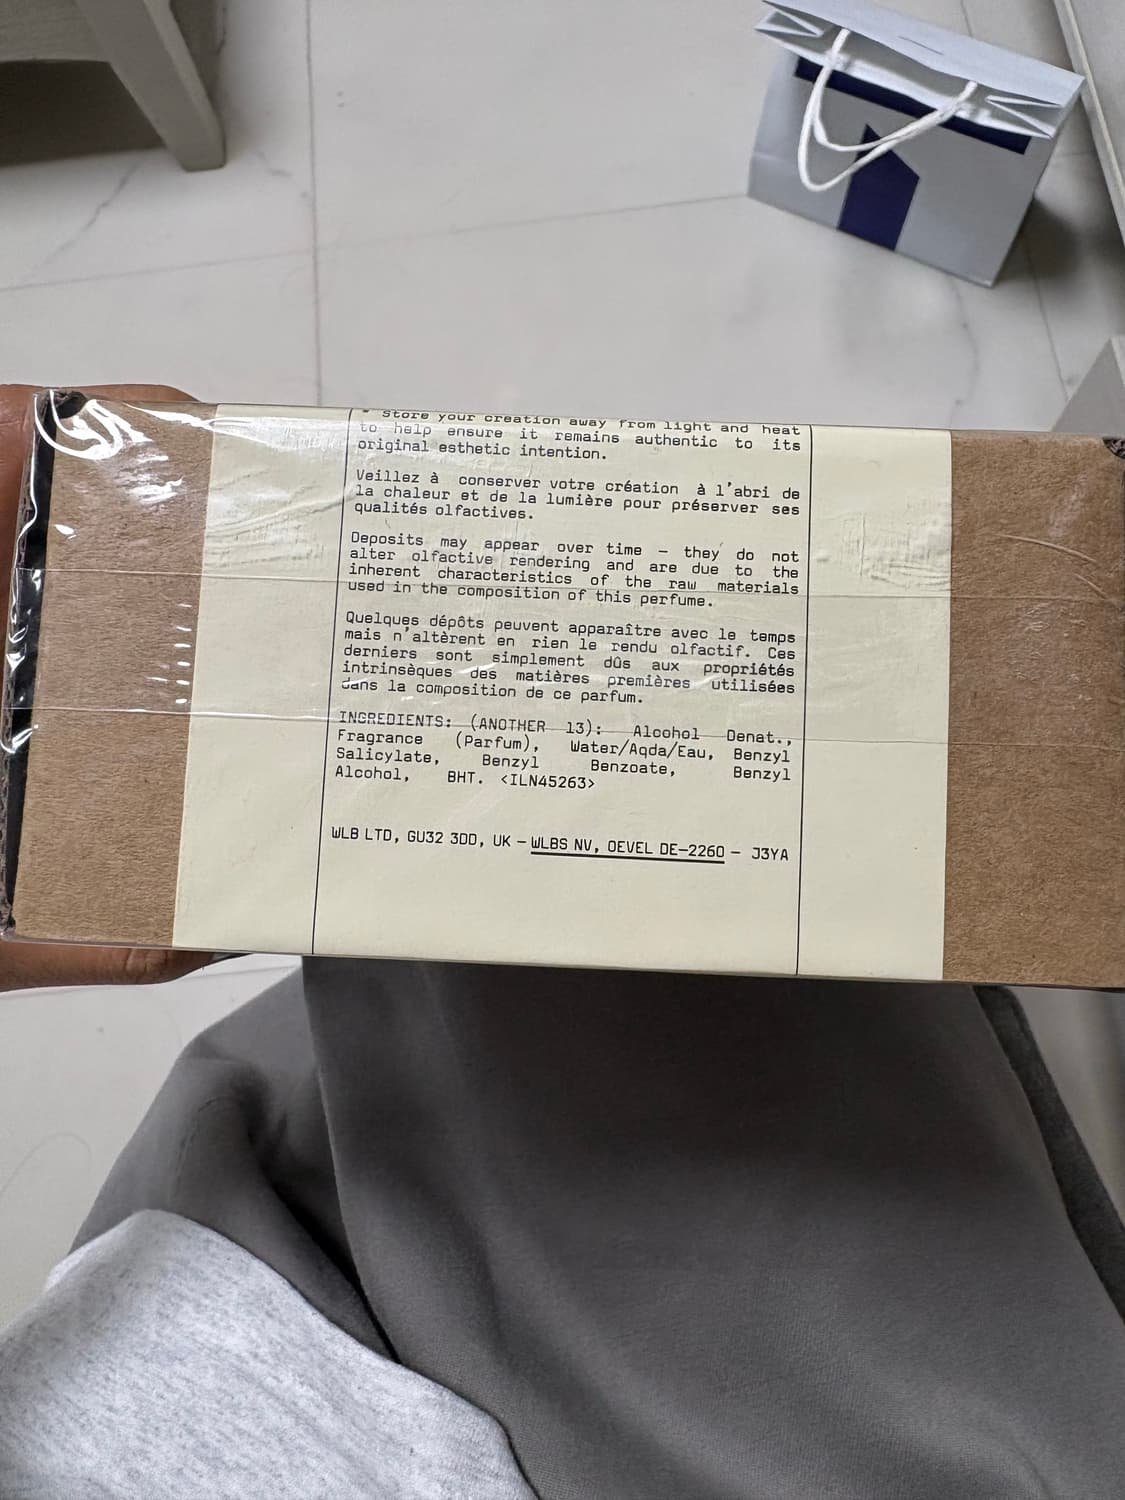 * Store your creation away from light and heat
to help ensure it remains authentic to its
original esthetic intention.
Veillez à conserver votre création à l'abri de
la chaleur et de la lumière pour préserver ses
qualités olfactives.
Deposits may appear over time – they do not
alter olfactive rendering and are due to the
inherent characteristics of the raw materials
used in the composition of this perfume.
Quelques dépôts peuvent apparaître avec le temps
mais n'altèrent en rien le rendu olfactif. Ces
derniers sont simplement dûs aux propriétés
intrinsèques des matières premières utilisées
dans la composition de ce parfum.
INGREDIENTS: (ANOTHER 13): Alcohol Denat.,
Fragrance (Parfum), Water/Aqda/Eau, Benzyl
Salicylate, Benzyl Benzoate, Benzyl
Alcohol, BHT. <ILN45263>
WLB LTD, GU32 3DD, UK – WLBS NV, OEVEL DE–2260 – J3YA